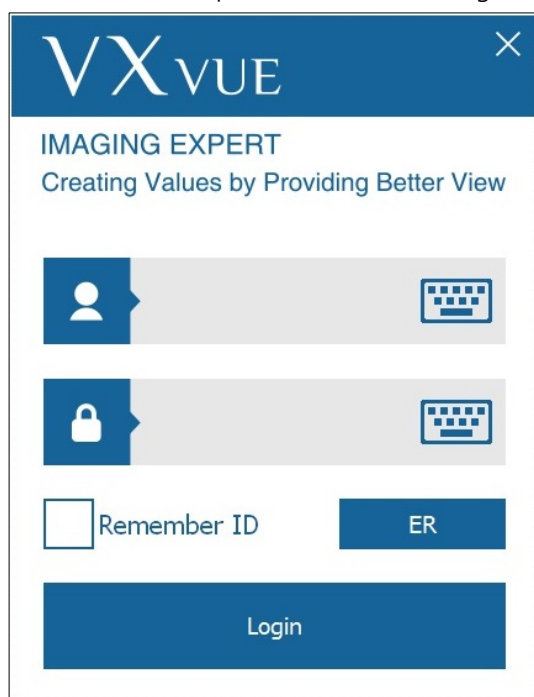 VXVUE
IMAGING EXPERT
Creating Values by Providing Better View
Remember ID
ER
Login